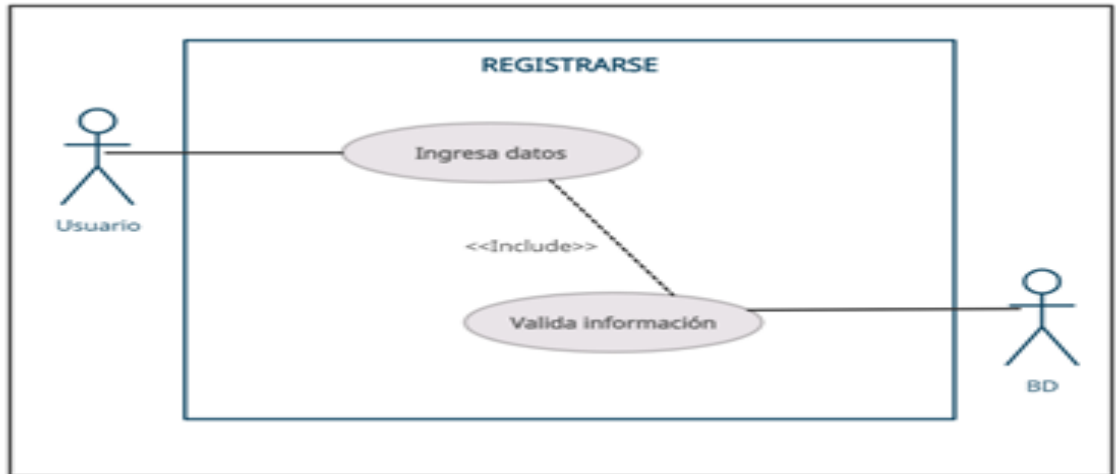 REGISTRARSE
Ingresa datos
Usuario
<<Include>>
Valida información
BD